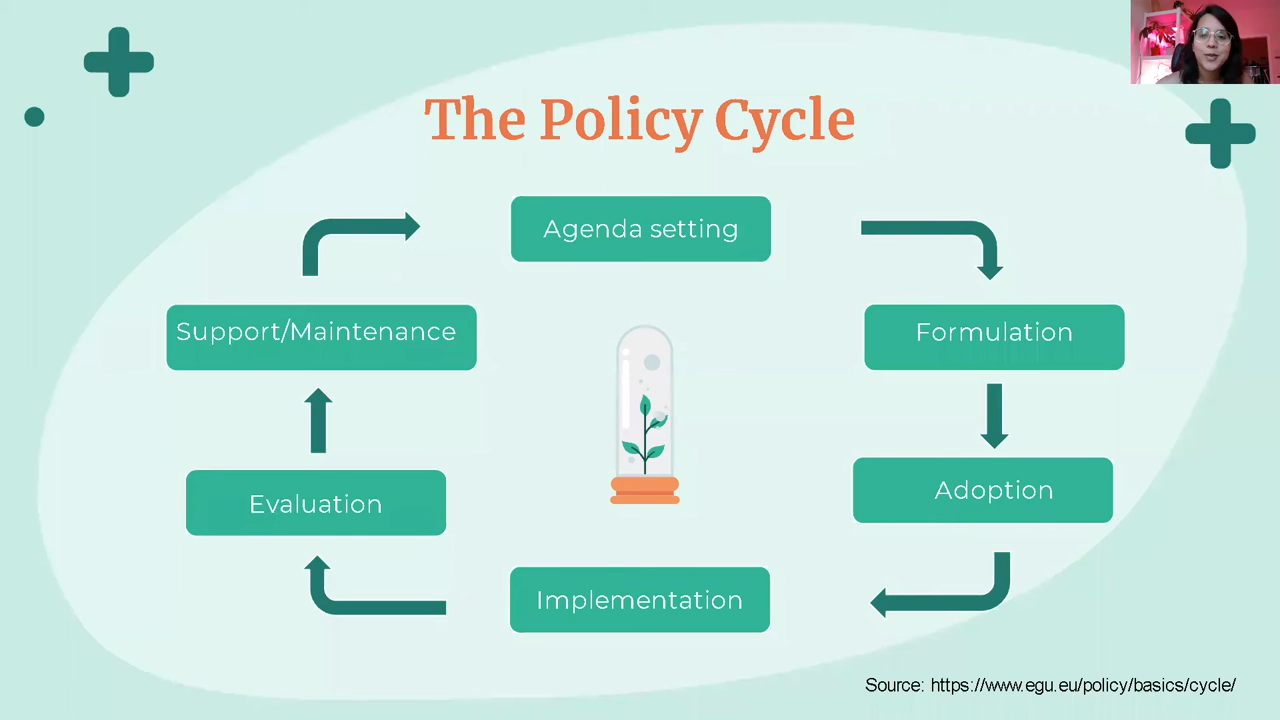 The Policy Cycle
Agenda setting
Support/Maintenance
Formulation
Evaluation
Adoption
Implementation
Source: https://www.egu.eu/policy/basics/cycle/